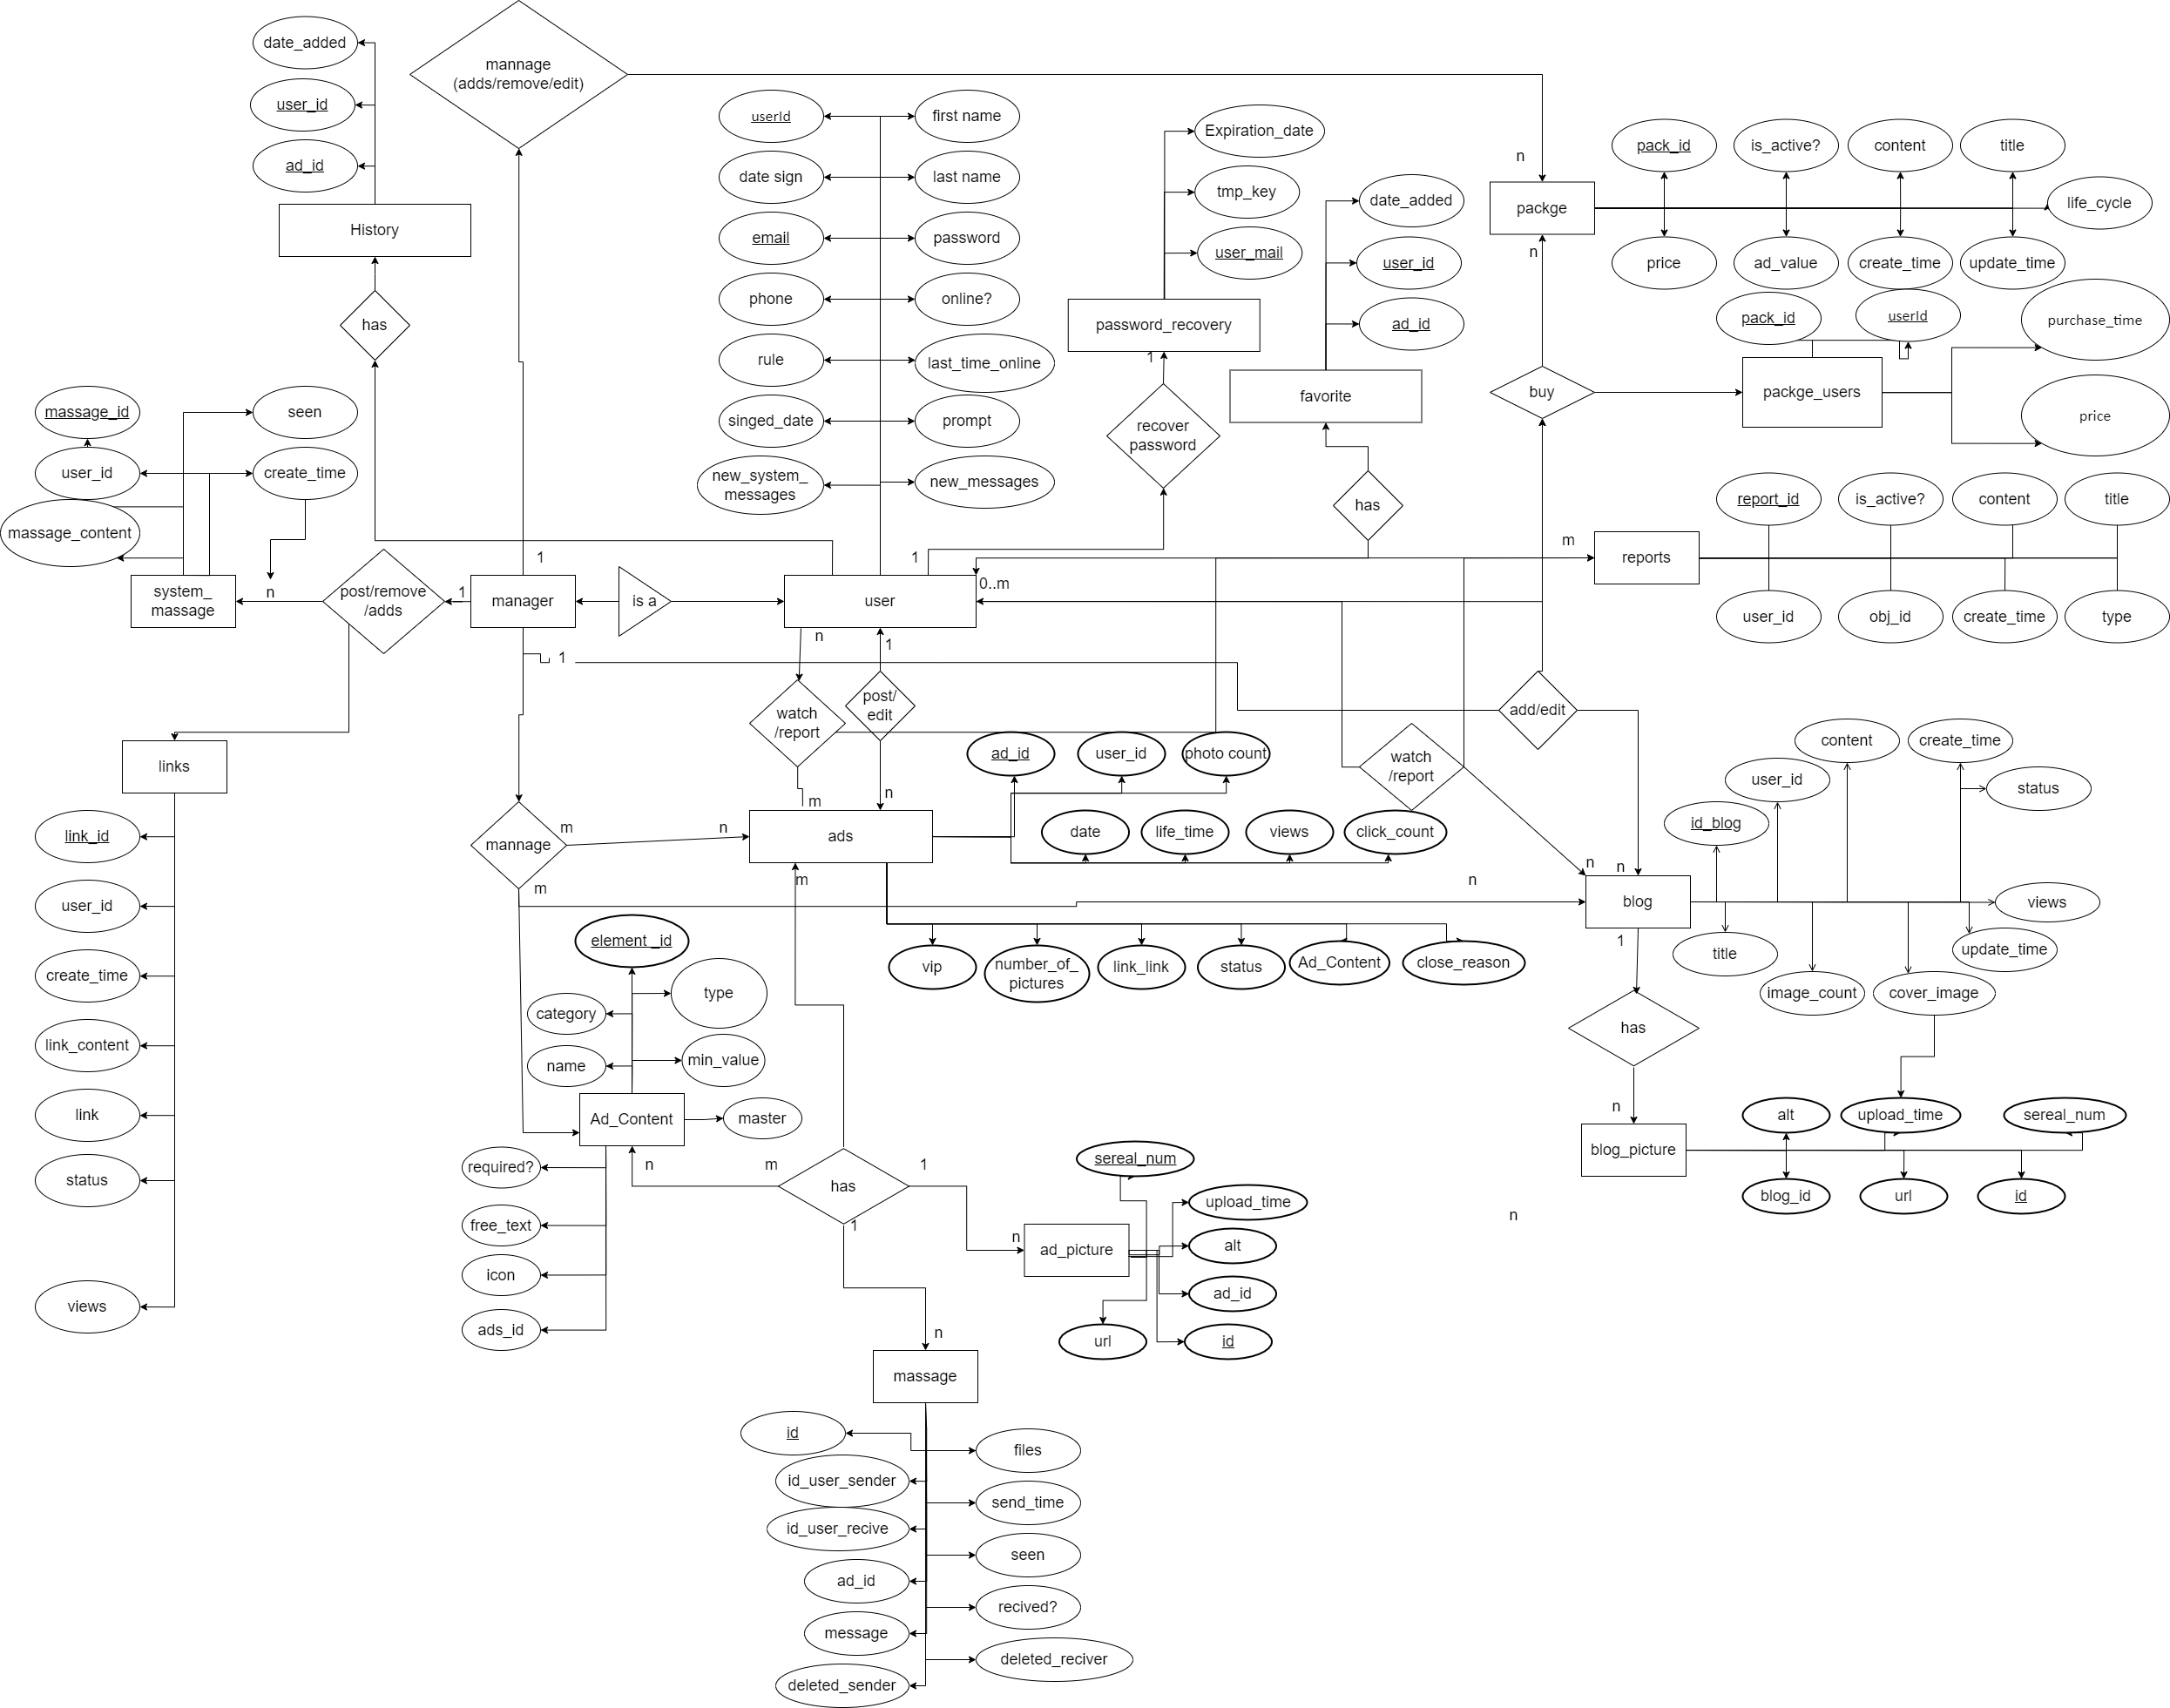 date_added
user_id
ad_id
History
has
mannage
(adds/remove/edit)
userId
first name
date sign
last name
email
password
phone
online?
rule
last_time_online
singed_date
prompt
new_system_
messages
new_messages
Expiration_date
tmp_key
user_mail
password_recovery
1
recover
password
date_added
user_id
ad_id
favorite
has
n
packge
n
pack_id
is_active?
content
title
life_cycle
price
ad_value
create_time
update_time
pack_id
userId
purchase_time
buy
packge_users
price
massage_id
seen
user_id
create_time
massage_content
system_
massage
n
post/remove
/adds
1
manager
1
is a
user
1
0..m
m
reports
report_id
is_active?
content
title
user_id
obj_id
create_time
type
n
1
1
watch
/report
post/
edit
add/edit
links
link_id
user_id
create_time
link_content
link
status
views
mannage
m
n
m
m
n
ads
m
ad_id
user_id
photo count
date
life_time
views
click_count
watch
/report
n
n
n
blog
1
content
create_time
user_id
status
id_blog
views
title
update_time
image_count
cover_image
vip
number_of_
pictures
link_link
status
Ad_Content
close_reason
element _id
type
category
name
min_value
Ad_Content
master
required?
free_text
icon
ads_id
n
m
has
1
1
n
has
n
blog_picture
alt
upload_time
sereal_num
blog_id
url
id
n
sereal_num
upload_time
n
ad_picture
alt
ad_id
url
id
massage
id
files
id_user_sender
send_time
id_user_recive
seen
ad_id
recived?
message
deleted_reciver
deleted_sender